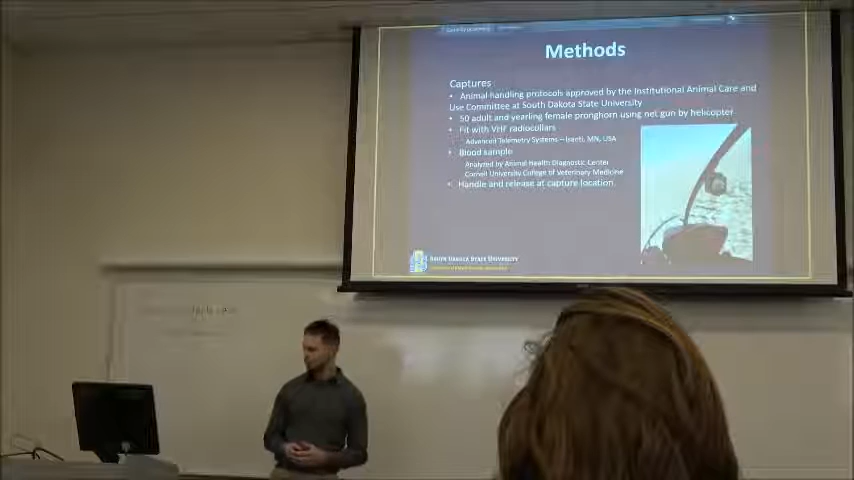 Methods
Captures
• Animal handling protocols approved by the Institutional Animal Care and
Use Committee at South Dakota State University
• 50 adult and yearling female pronghorn using net gun by helicopter
• Fit with VHF radiocollars
Advanced Telemetry Systems – Isanti, MN, USA
• Blood sample
Analyzed by Animal Health Diagnostic Center
Cornell University College of Veterinary Medicine
• Handle and release at capture location
SOUTH DAKOTA STATE UNIVERSITY